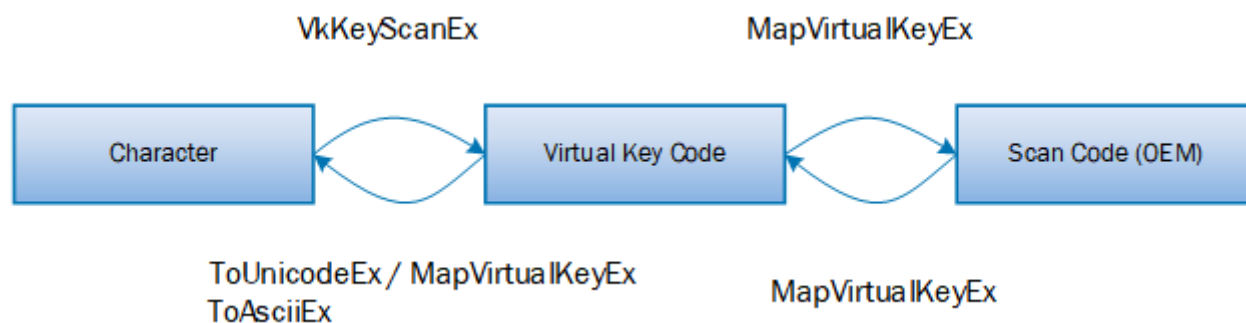 VkKeyScanEx
MapVirtualKeyEx
Character
Virtual Key Code
Scan Code (OEM)
ToUnicodeEx / MapVirtualKeyEx
ToAsciiEx
MapVirtualKeyEx